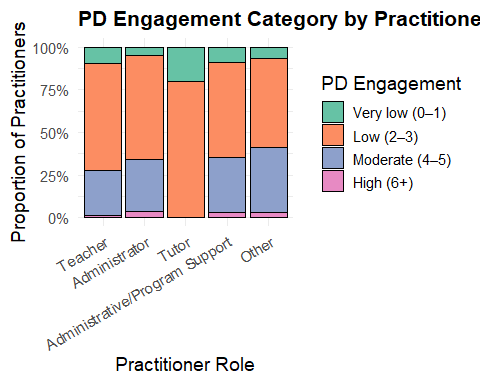 PD Engagement Category by Practitione
Proportion of Practitioners
100%
75%
50%
25%
0%
Teacher
Administrator
Tutor
Administrative/Program Support
Other
Practitioner Role
PD Engagement
Very low (0–1)
Low (2–3)
Moderate (4–5)
High (6+)